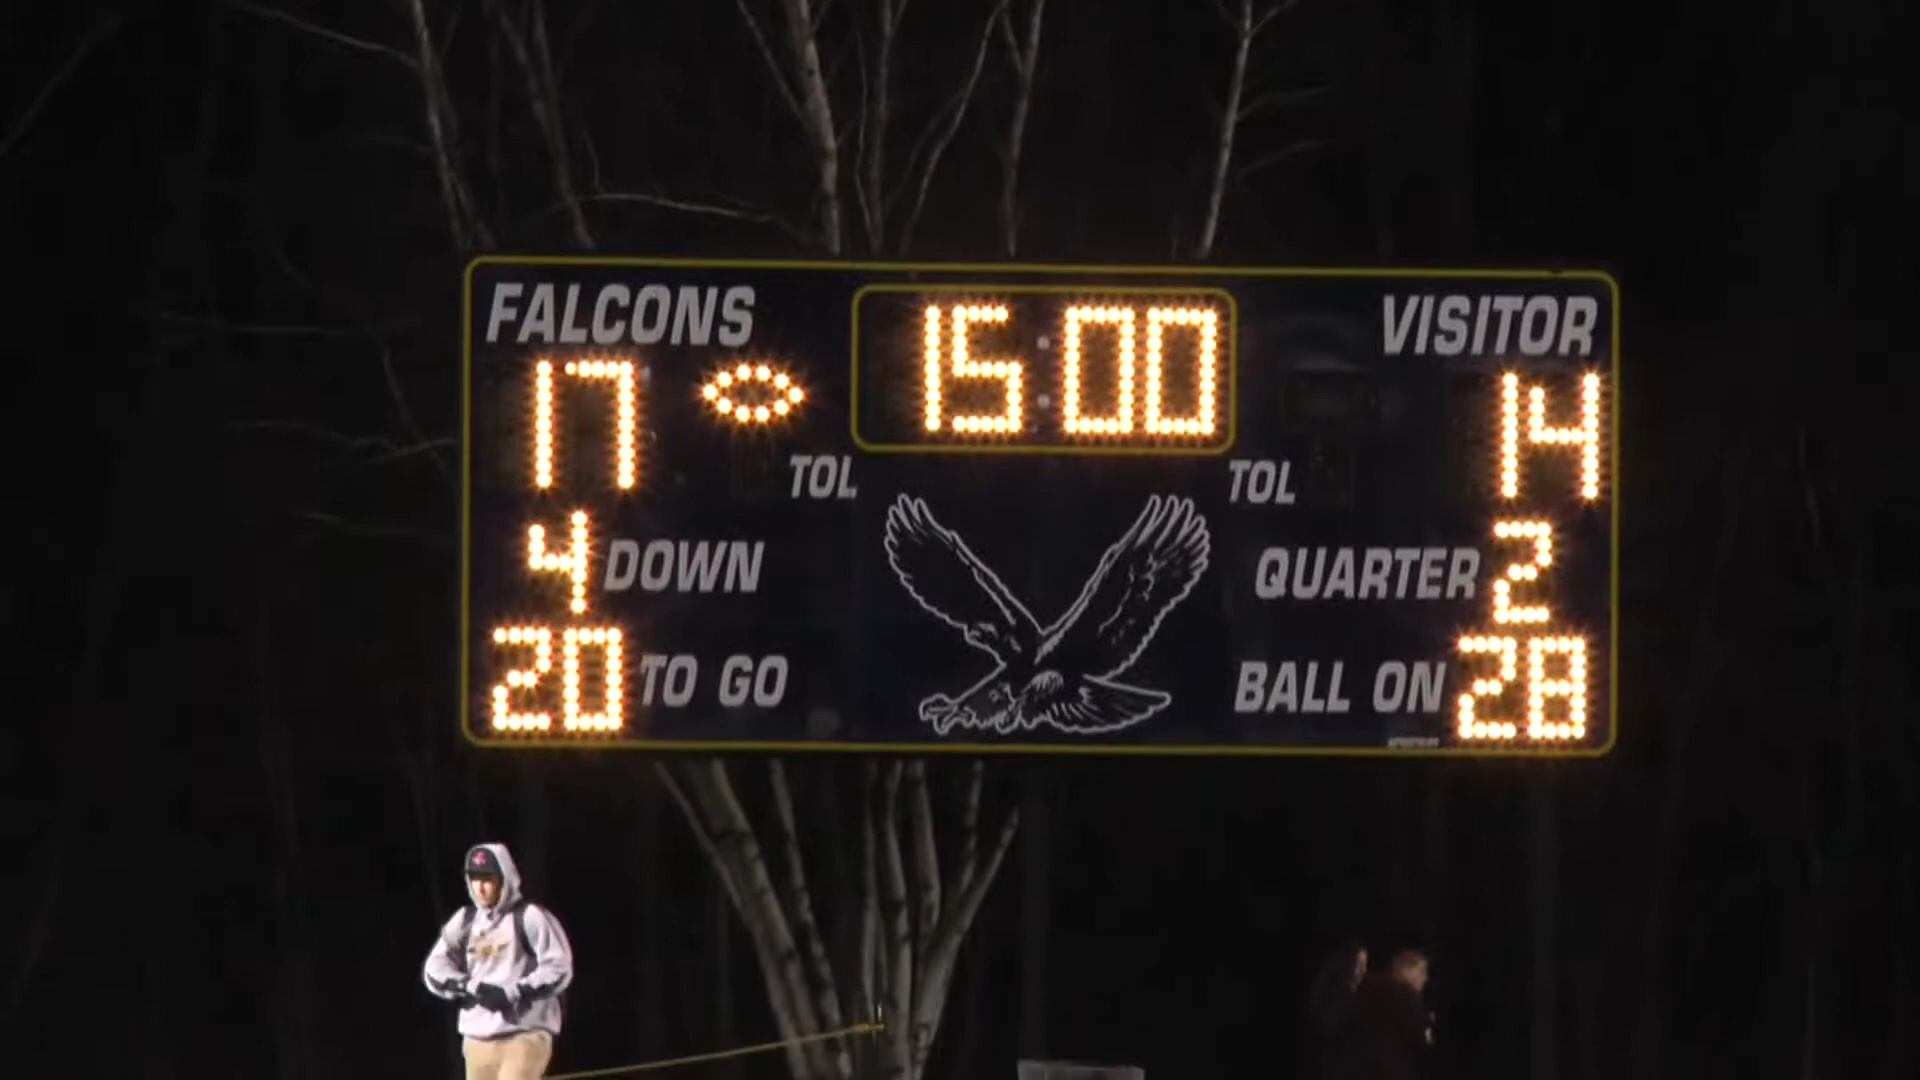 FALCONS 15:00 VISITOR
17 14
TOL TOL
4 DOWN QUARTER 2
20 TO GO BALL ON 28